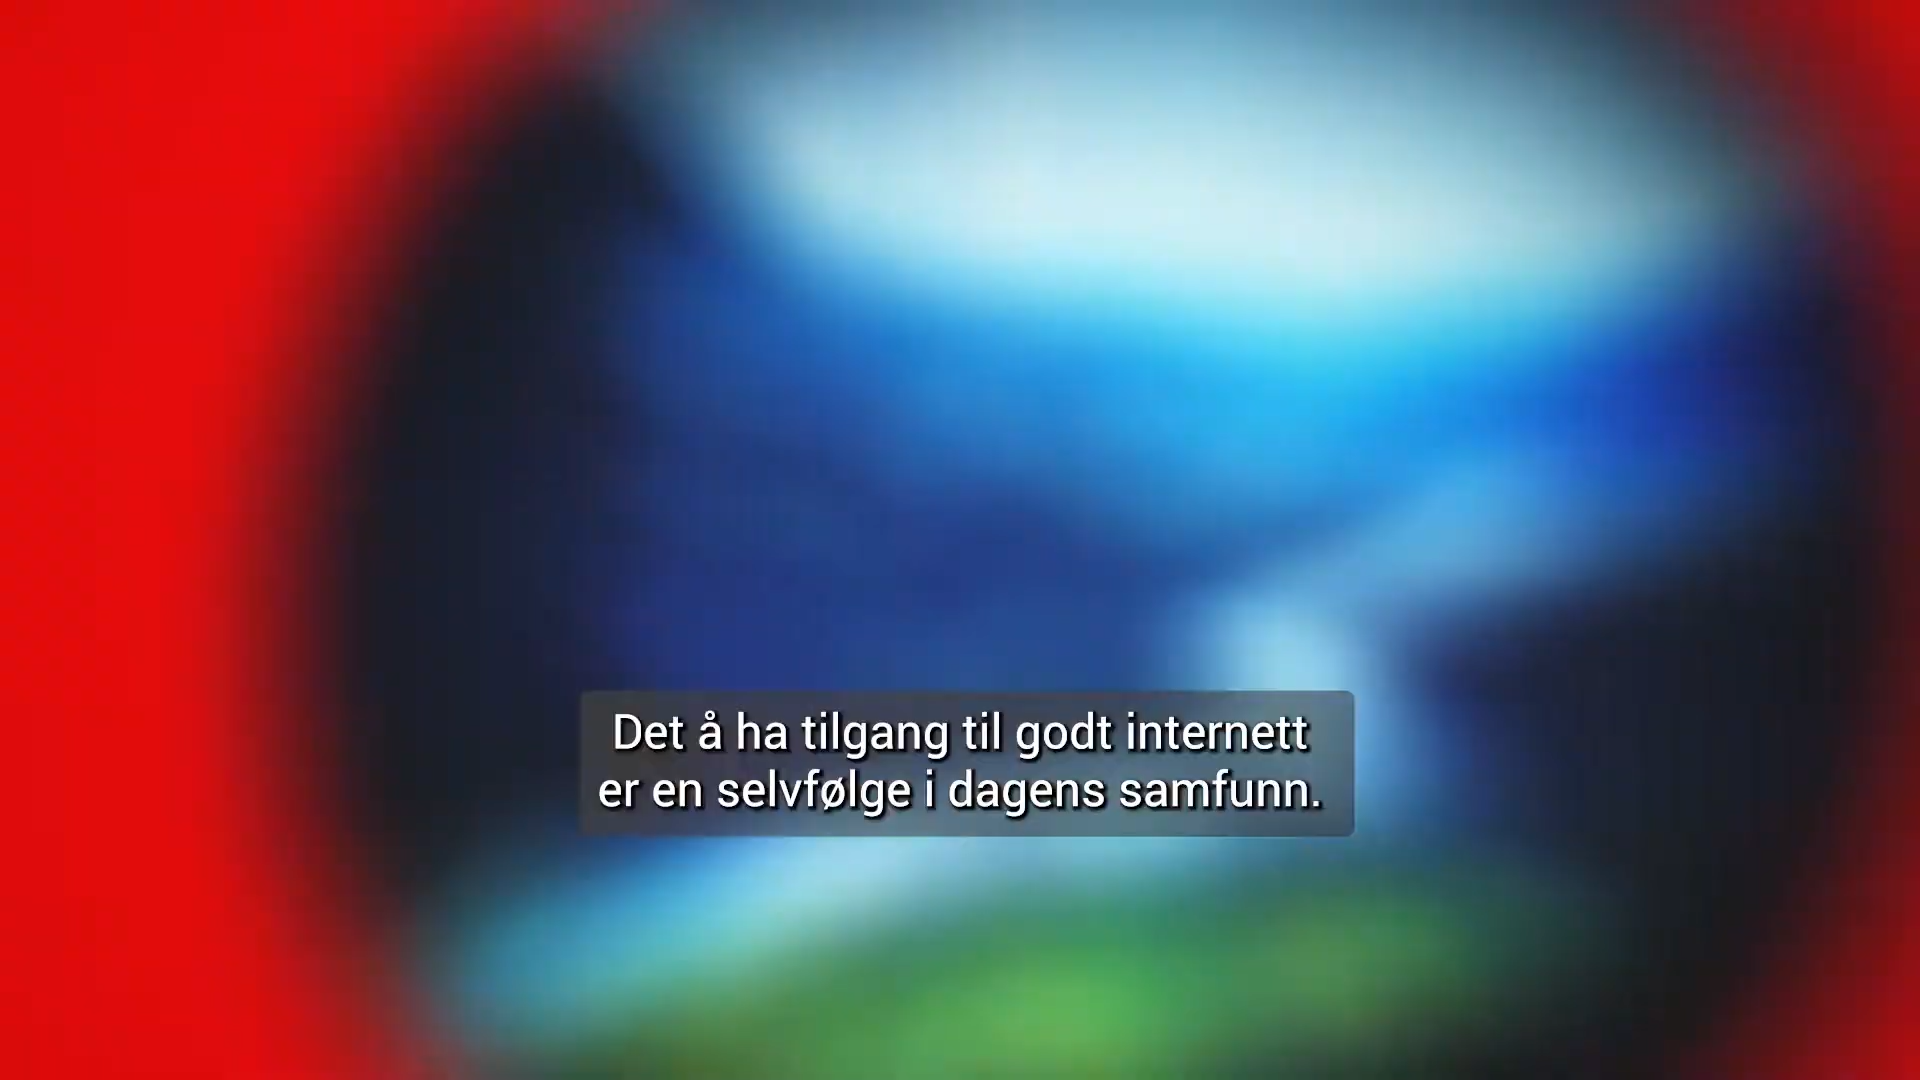 Det å ha tilgang til godt internett
er en selvfølge i dagens samfunn.